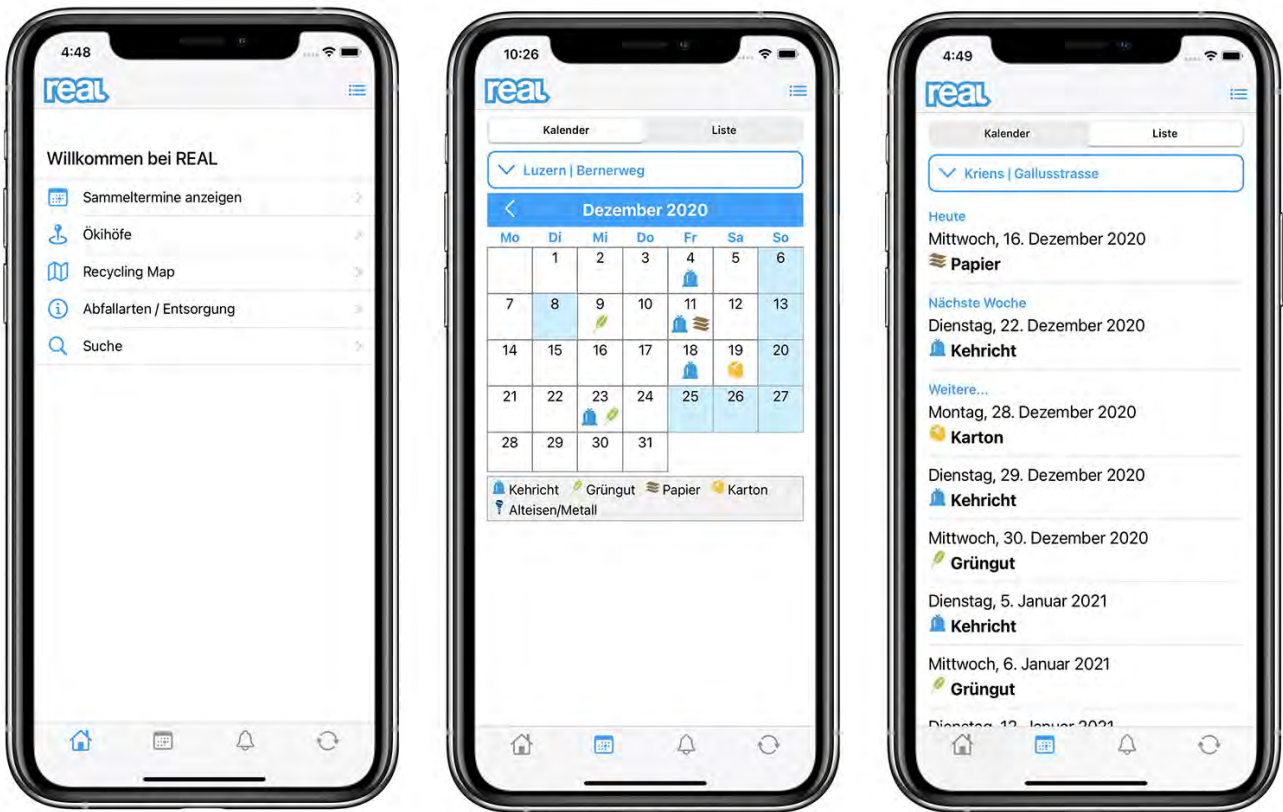 4:48
real
Willkommen bei REAL
Sammeltermine anzeigen
Ökihöfe
Recycling Map
Abfallarten / Entsorgung
Suche
10:26
real
Kalender Liste
Luzern | Bernerweg
Dezember 2020
Mo Di Mi Do Fr Sa So
1 2 3 4 5 6
7 8 9 10 11 12 13
14 15 16 17 18 19 20
21 22 23 24 25 26 27
28 29 30 31
Kehricht Grüngut Papier Karton
Alteisen/Metall
4:49
real
Kalender Liste
Kriens | Gallusstrasse
Heute
Mittwoch, 16. Dezember 2020
Papier
Nächste Woche
Dienstag, 22. Dezember 2020
Kehricht
Weitere...
Montag, 28. Dezember 2020
Karton
Dienstag, 29. Dezember 2020
Kehricht
Mittwoch, 30. Dezember 2020
Grüngut
Dienstag, 5. Januar 2021
Kehricht
Mittwoch, 6. Januar 2021
Grüngut
Dienstag, 12. Januar 2021